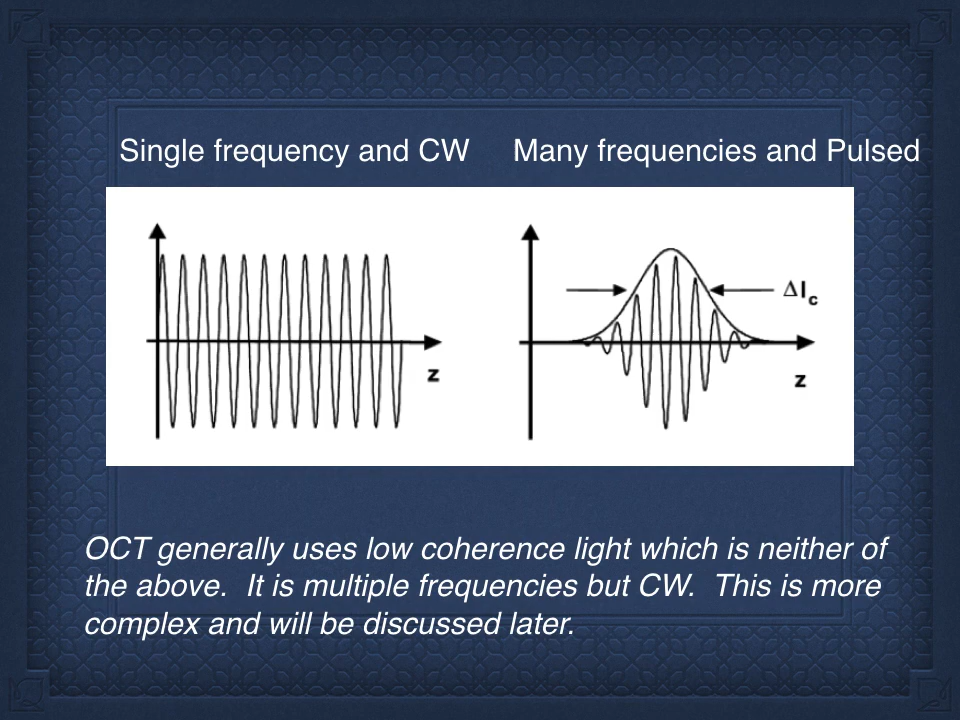 Single frequency and CW
Many frequencies and Pulsed
Δlc
z
z
OCT generally uses low coherence light which is neither of
the above.  It is multiple frequencies but CW.  This is more
complex and will be discussed later.